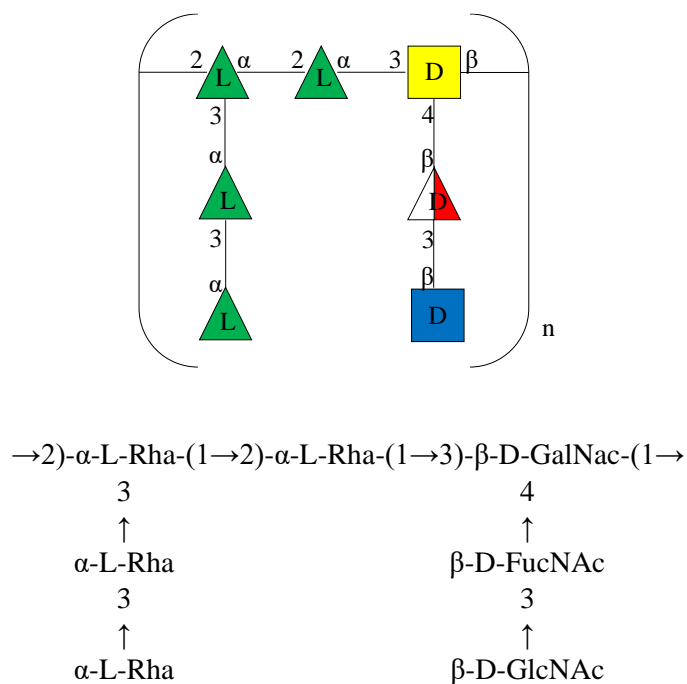 2 α 2 α 3 β
L L D
3 4
α β
L D
3 3
α β
L D
n
→2)-α-L-Rha-(1→2)-α-L-Rha-(1→3)-β-D-GalNac-(1→
3 4
↑ ↑
α-L-Rha β-D-FucNAc
3 3
↑ ↑
α-L-Rha β-D-GlcNAc